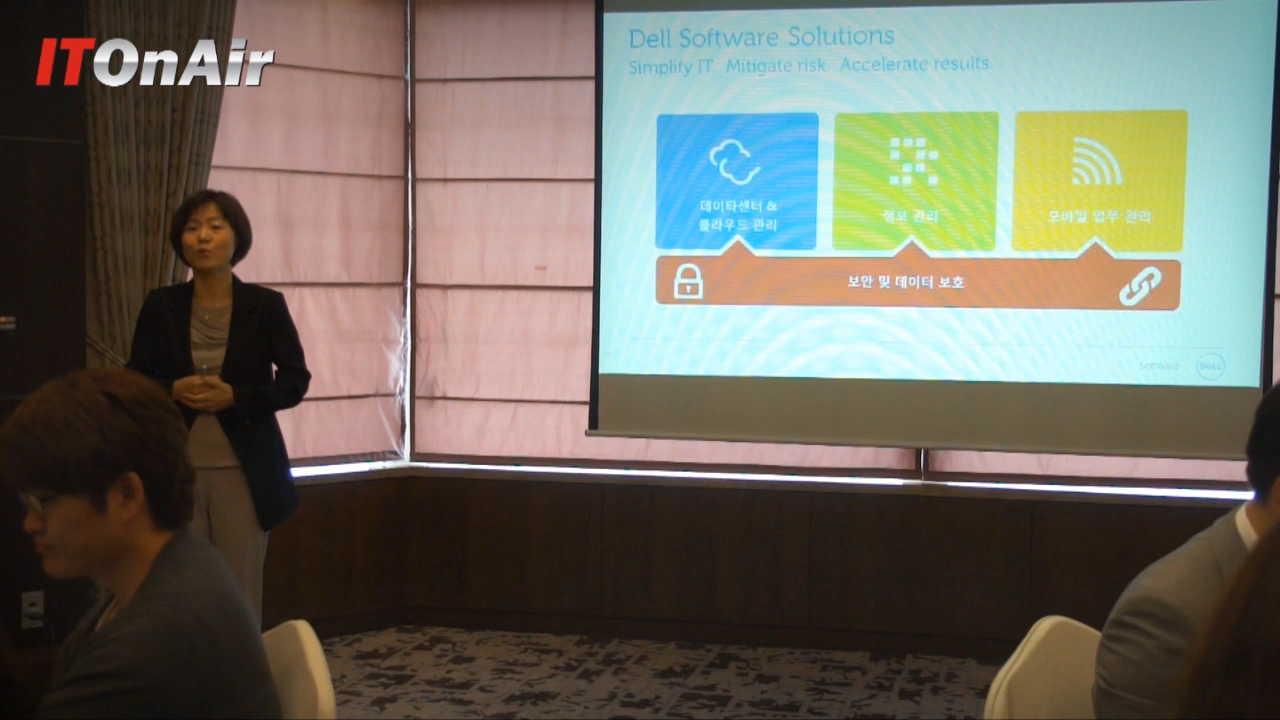 ITOnAir
Dell Software Solutions
Simplify IT. Mitigate risk. Accelerate results.
데이타센터 &
클라우드 관리
정보 관리
모바일 업무 관리
보안 및 데이터 보호
Software
DELL